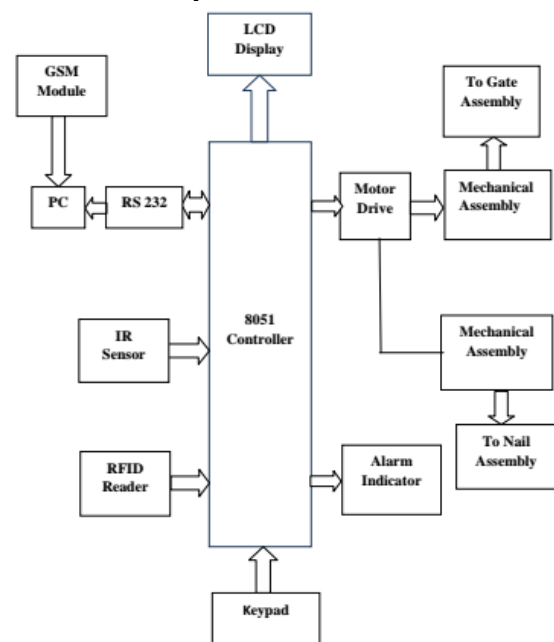 LCD
Display
GSM
Module
To Gate
Assembly
PC
RS 232
Motor
Drive
Mechanical
Assembly
8051
Controller
IR
Sensor
Mechanical
Assembly
RFID
Reader
Alarm
Indicator
To Nail
Assembly
Keypad